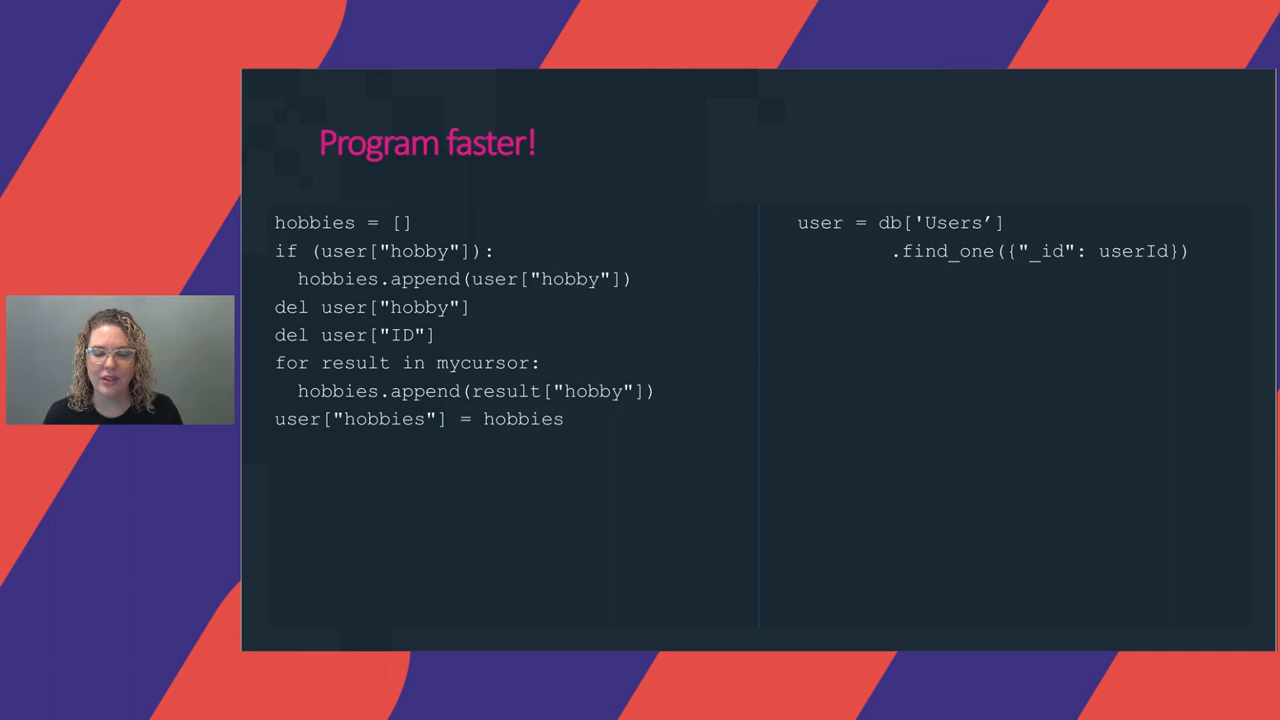 Program faster!
hobbies = []
if (user["hobby"]):
hobbies.append(user["hobby"])
del user["hobby"]
del user["ID"]
for result in mycursor:
hobbies.append(result["hobby"])
user["hobbies"] = hobbies
user = db['Users’]
.find_one({"_id": userId})